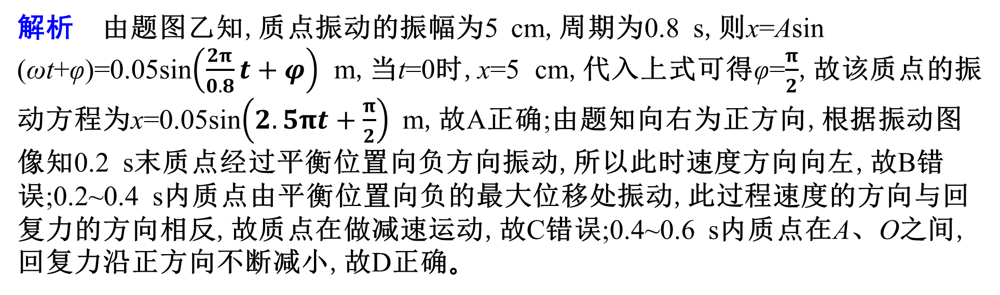 解析　由题图乙知,质点振动的振幅为5 cm,周期为0.8 s,则x=Asin
(ωt+φ)=0.05sin(2π/0.8 t + φ) m,当t=0时,x=5 cm,代入上式可得φ=π/2,故该质点的振
动方程为x=0.05sin(2.5πt + π/2) m,故A正确;由题知向右为正方向,根据振动图
像知0.2 s末质点经过平衡位置向负方向振动,所以此时速度方向向左,故B错
误;0.2~0.4 s内质点由平衡位置向负的最大位移处振动,此过程速度的方向与回
复力的方向相反,故质点在做减速运动,故C错误;0.4~0.6 s内质点在A、O之间,
回复力沿正方向不断减小,故D正确。